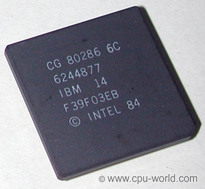 CG 80286 6C
6244877
IBM 14
F39F03EB
© INTEL 84
© www.cpu-world.com